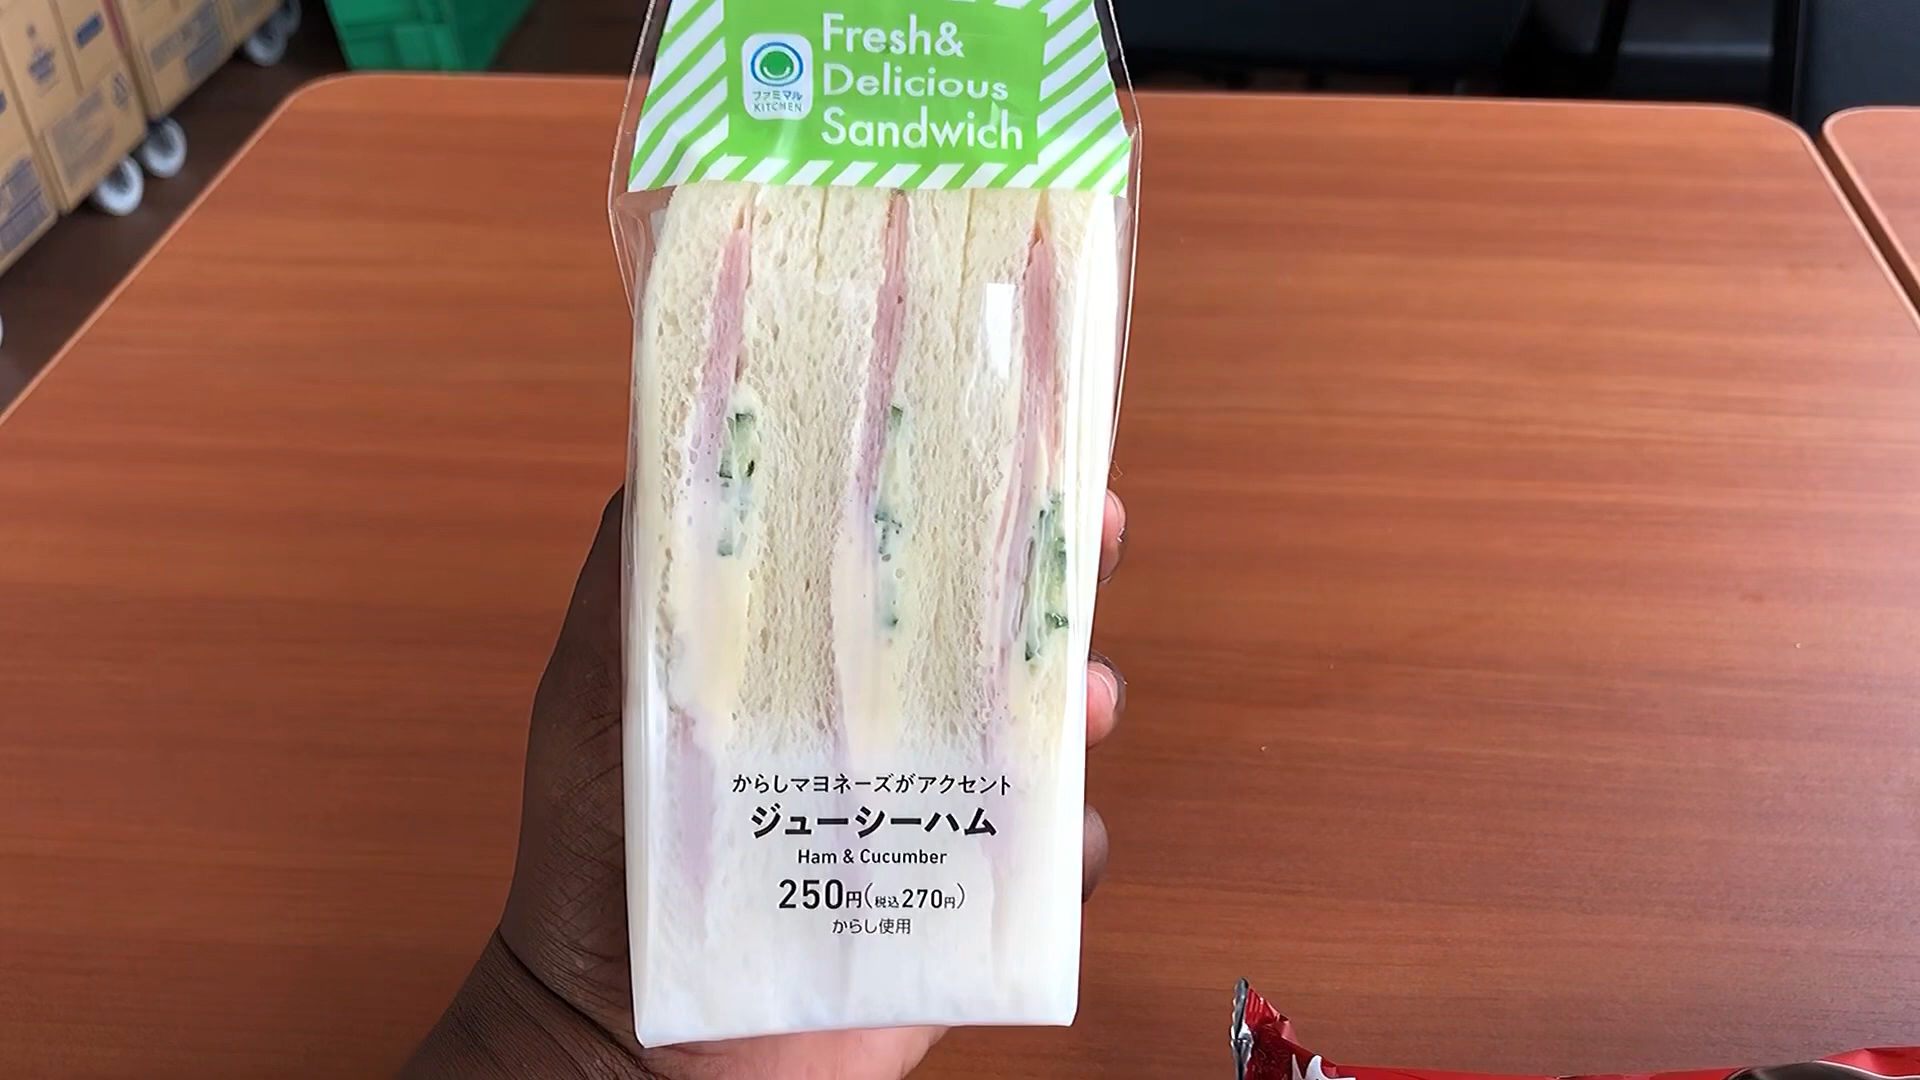 Fresh&
Delicious
Sandwich
ファミマル
KITCHEN
からしマヨネーズがアクセント
ジューシーハム
Ham & Cucumber
250円(税込270円)
からし使用